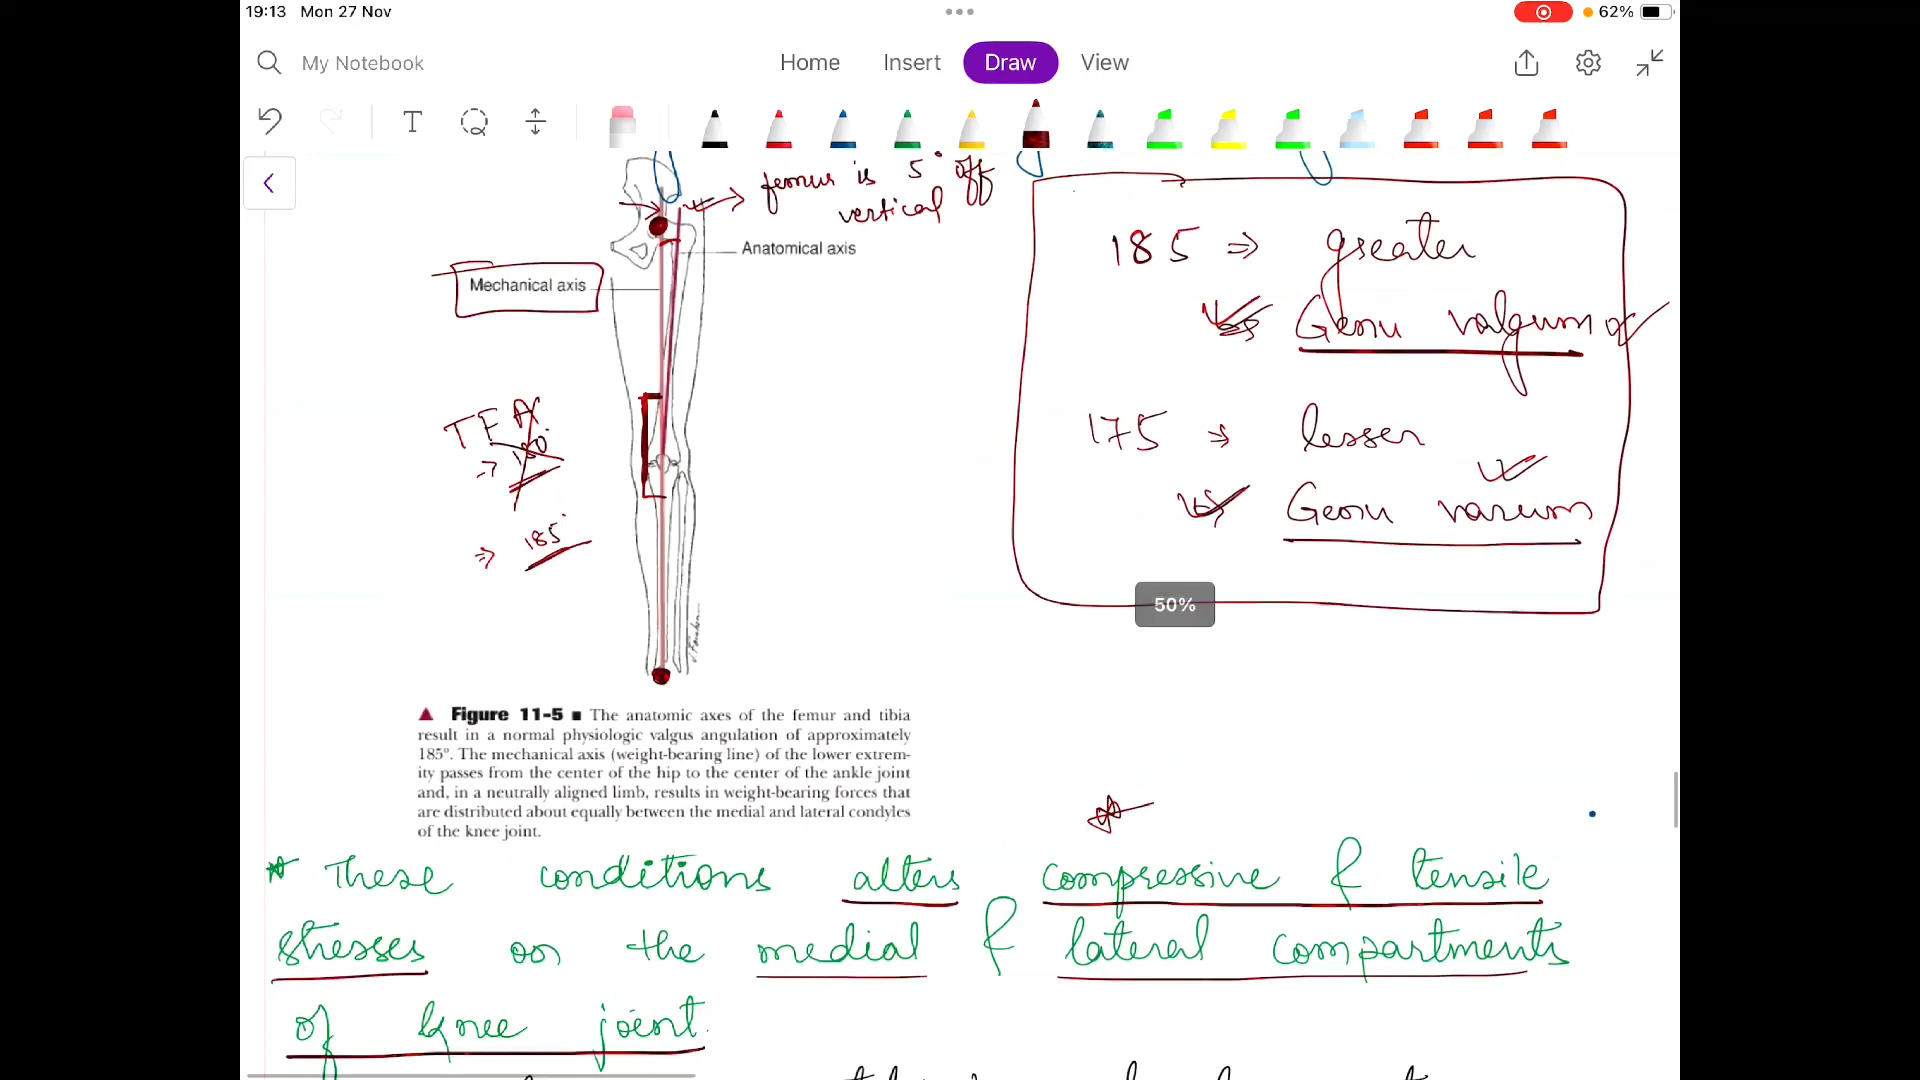 19:13 Mon 27 Nov
62%
My Notebook
Home Insert Draw View
femur is 5° off
vertical
Anatomical axis
Mechanical axis
TFA
⇒ 180°
⇒ 185°
185 ⇒ greater
Genu valgum
175 ⇒ lesser
Genu varum
50%
▲ Figure 11-5 ■ The anatomic axes of the femur and tibia
result in a normal physiologic valgus angulation of approximately
185°. The mechanical axis (weight-bearing line) of the lower extrem-
ity passes from the center of the hip to the center of the ankle joint
and, in a neutrally aligned limb, results in weight-bearing forces that
are distributed about equally between the medial and lateral condyles
of the knee joint.
* These conditions alters compressive & tensile
stresses on the medial & lateral compartments
of knee joint.